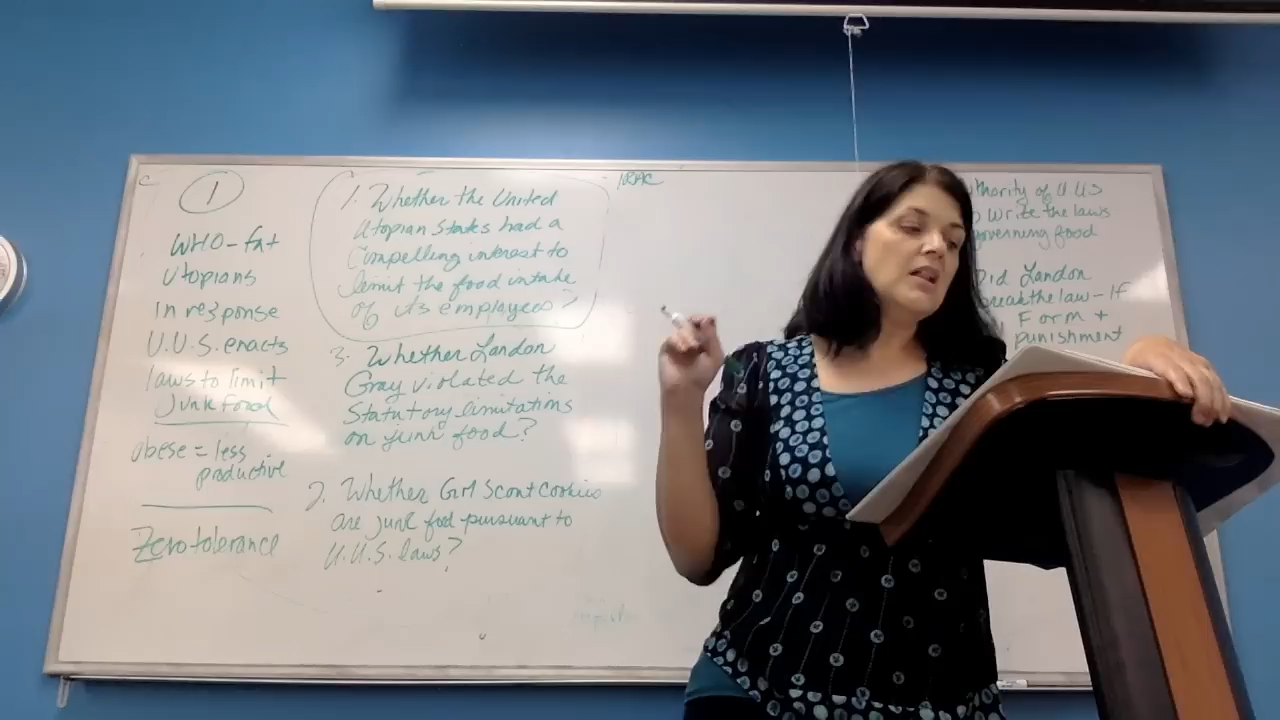 C
1
WHO - fat
Utopians
In response
U.U.S. enacts
laws to limit
Junk food
obese = less
productive
Zero tolerance
1. Whether the United
Utopian States had a
Compelling interest to
limit the food intake
of its employees?
3. Whether Landon
Gray violated the
Statutory limitations
on junk food?
2. Whether Girl Scout Cookies
are junk food pursuant to
U.U.S. laws?
IRAC
thority of U.U.S
o Write the laws
governing food
Did Landon
break the law - If
Form +
punishment